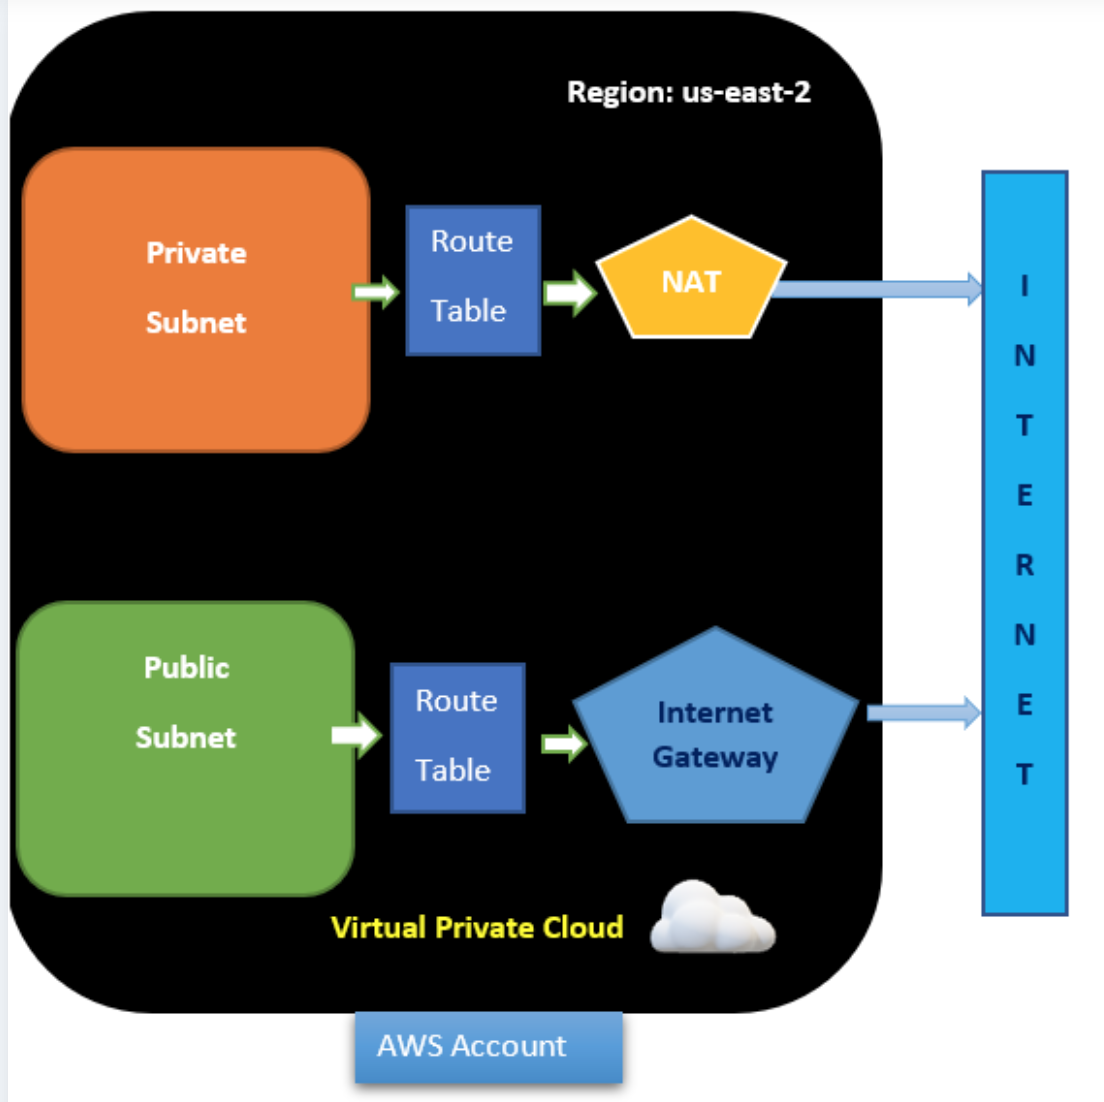 Region: us-east-2
Private
Subnet
Route
Table
NAT
I
N
T
E
R
N
E
T
Public
Subnet
Route
Table
Internet
Gateway
Virtual Private Cloud
AWS Account